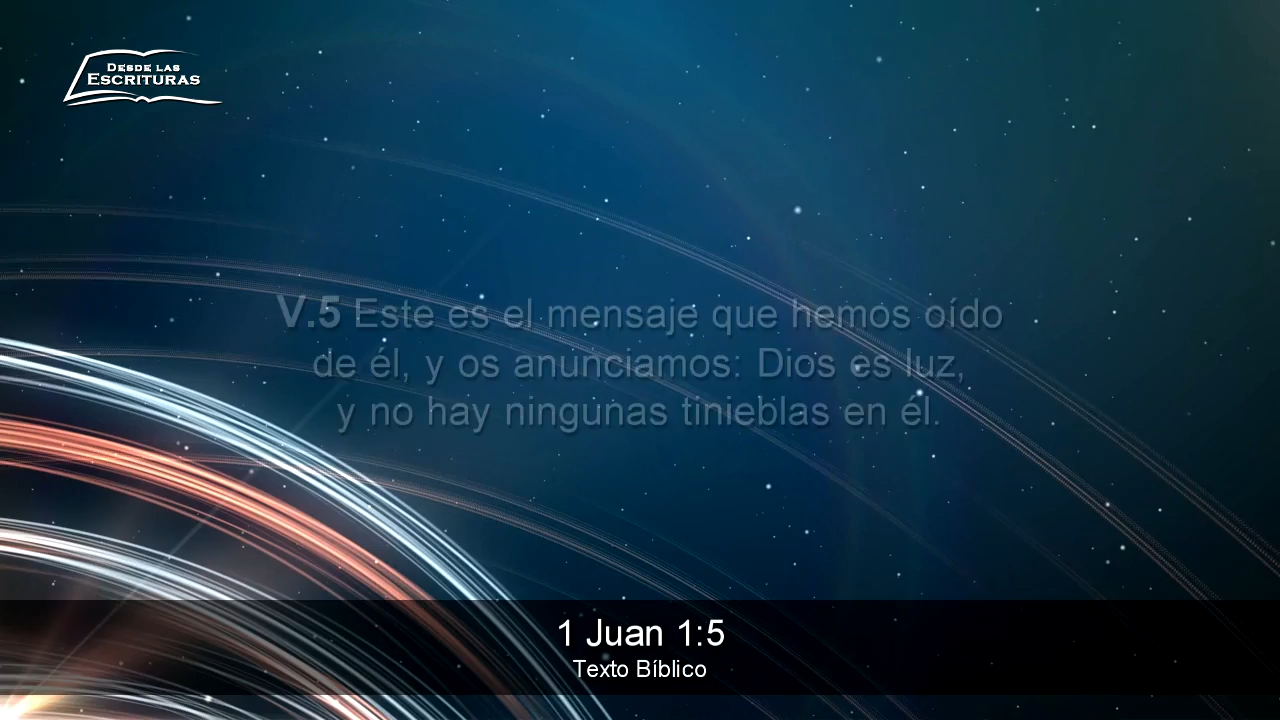 DESDE LAS
ESCRITURAS
V.5 Este es el mensaje que hemos oído
de él, y os anunciamos: Dios es luz,
y no hay ningunas tinieblas en él.
1 Juan 1:5
Texto Bíblico